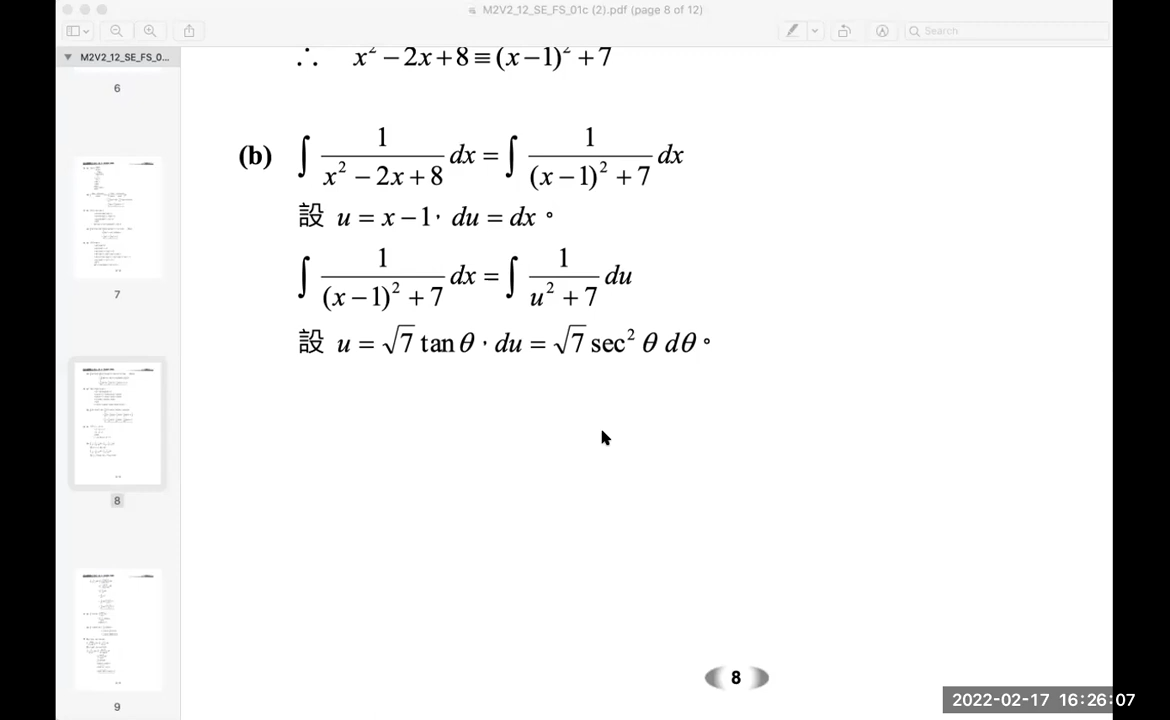 M2V2_12_SE_FS_01c (2).pdf (page 8 of 12)
Search
M2V2_12_SE_FS_0...
6
7
8
9
∴ x² − 2x + 8 ≡ (x − 1)² + 7
(b) ∫ 1/(x² − 2x + 8) dx = ∫ 1/((x − 1)² + 7) dx
設 u = x − 1，du = dx。
∫ 1/((x − 1)² + 7) dx = ∫ 1/(u² + 7) du
設 u = √7 tan θ，du = √7 sec² θ dθ。
8
2022-02-17 16:26:07